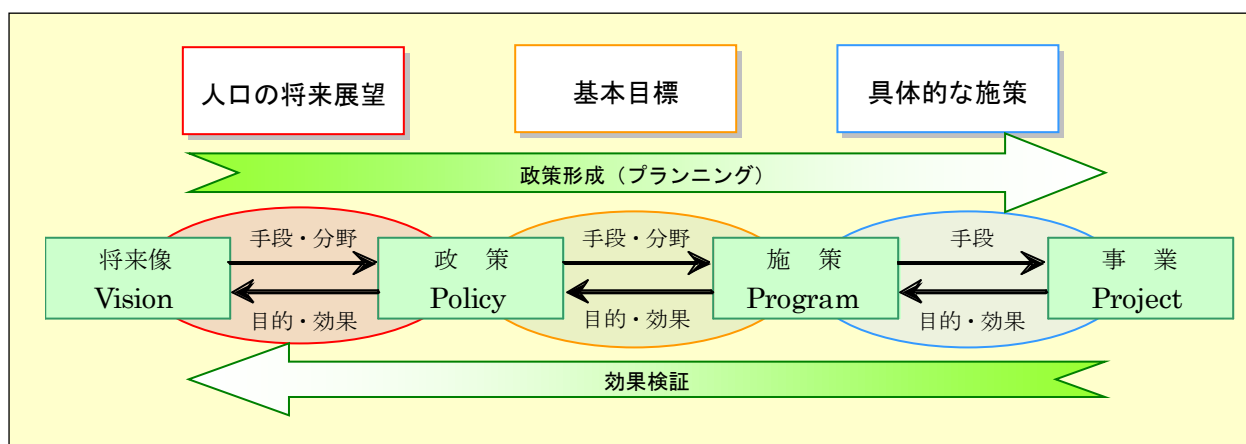 人口の将来展望
基本目標
具体的な施策
政策形成(プランニング)
手段・分野
手段・分野
手段
将来像
Vision
政 策
Policy
施 策
Program
事 業
Project
目的・効果
目的・効果
目的・効果
効果検証